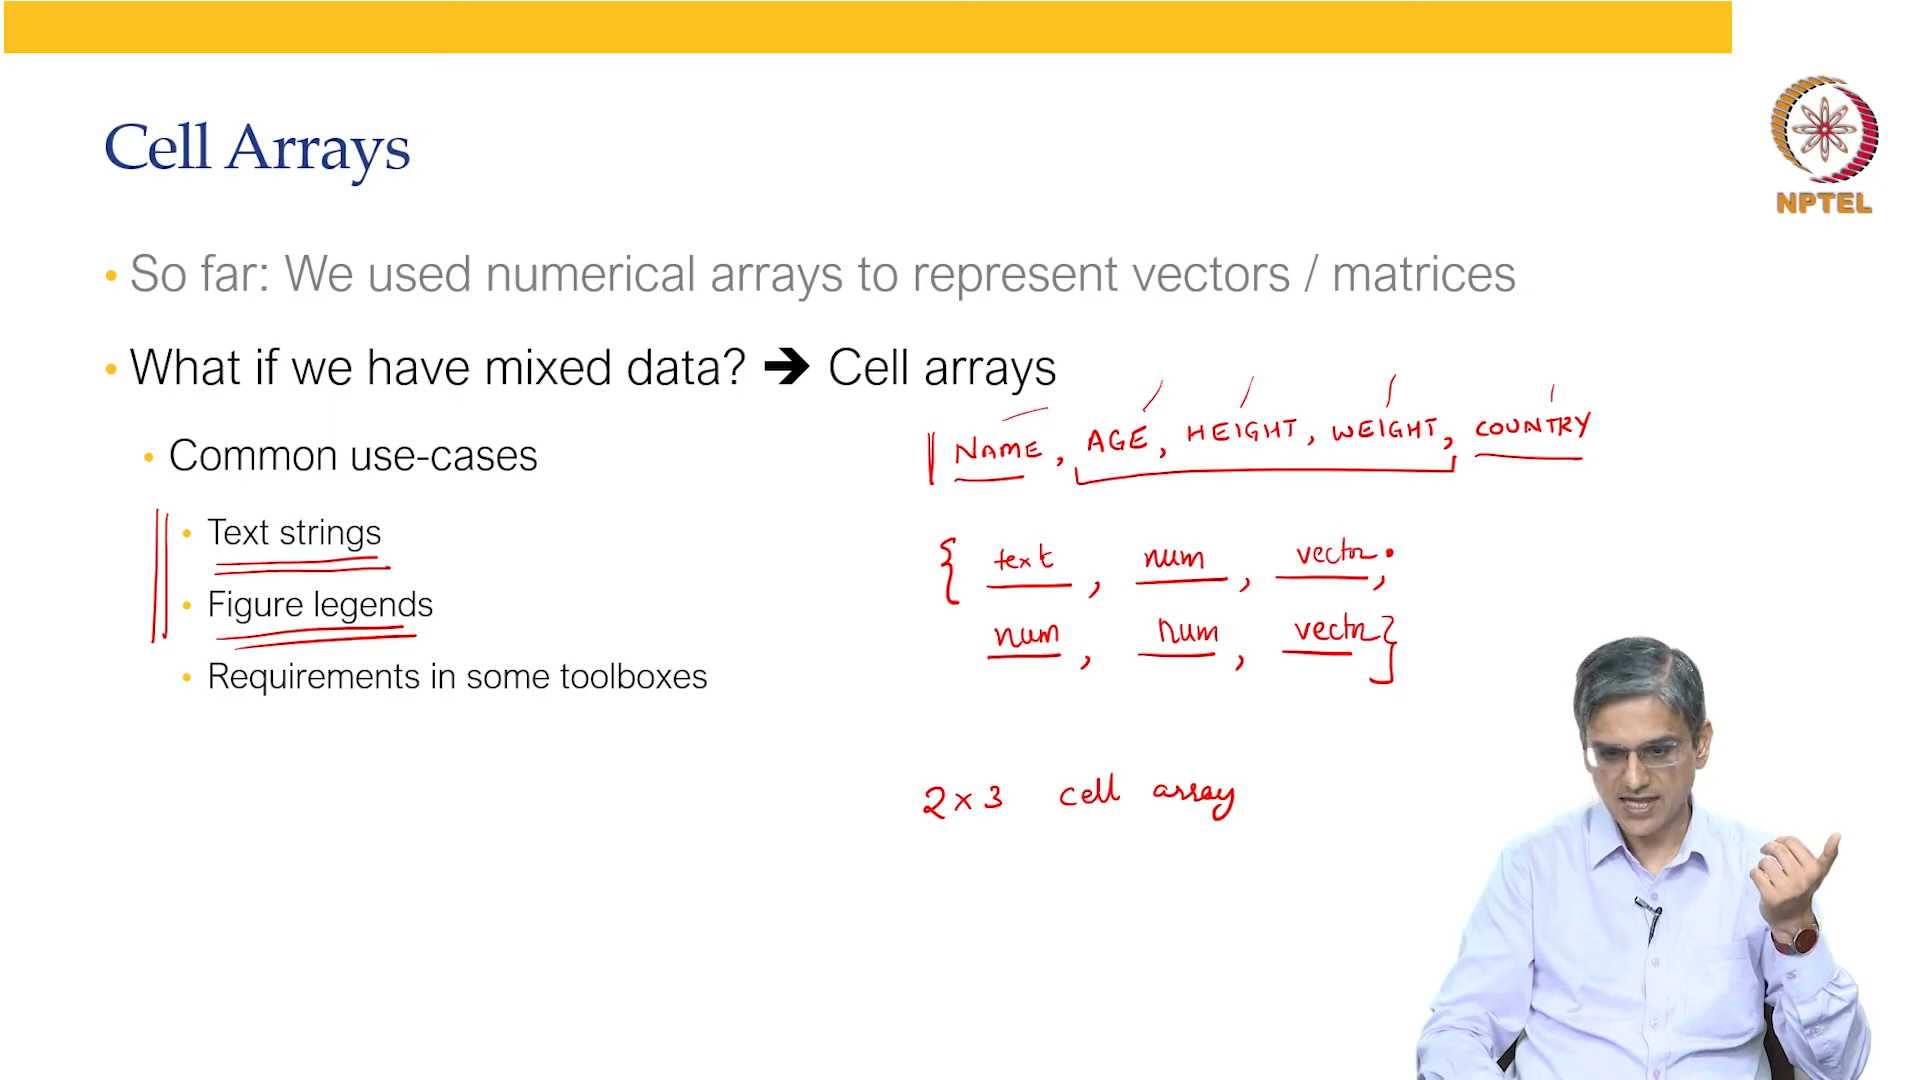 Cell Arrays
NPTEL
• So far: We used numerical arrays to represent vectors / matrices
• What if we have mixed data? ➔ Cell arrays
NAME, AGE, HEIGHT, WEIGHT, COUNTRY
• Common use-cases
• Text strings
{ text, num, vector;
• Figure legends
num, num, vector }
• Requirements in some toolboxes
2 x 3 cell array